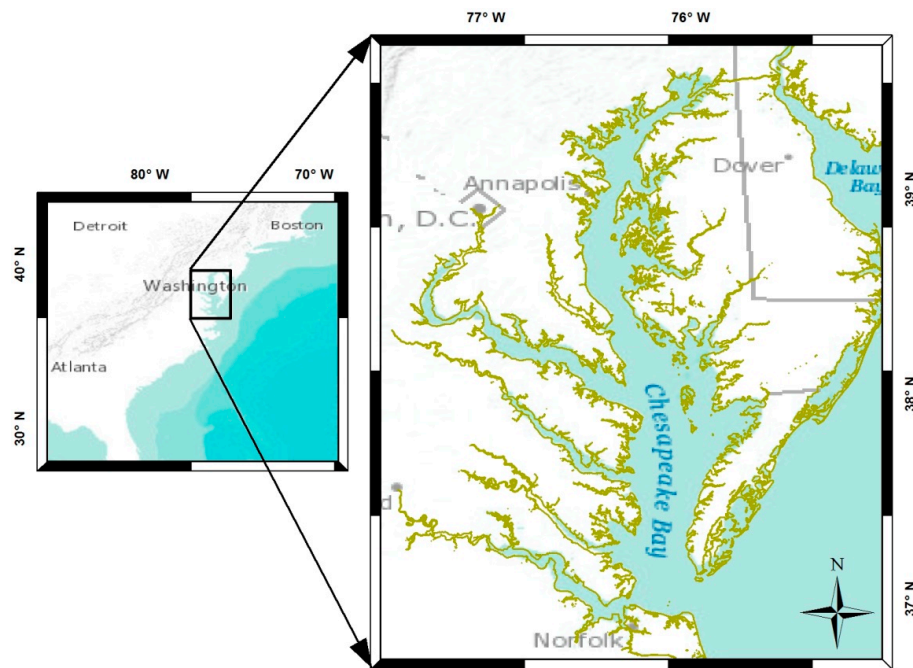 77° W
76° W
80° W
70° W
Detroit
Boston
40° N
Washington
Atlanta
30° N
Annapolis
n, D.C.
Dover
Delaw
Bay
39° N
Chesapeake Bay
38° N
d
Norfolk
N
37° N